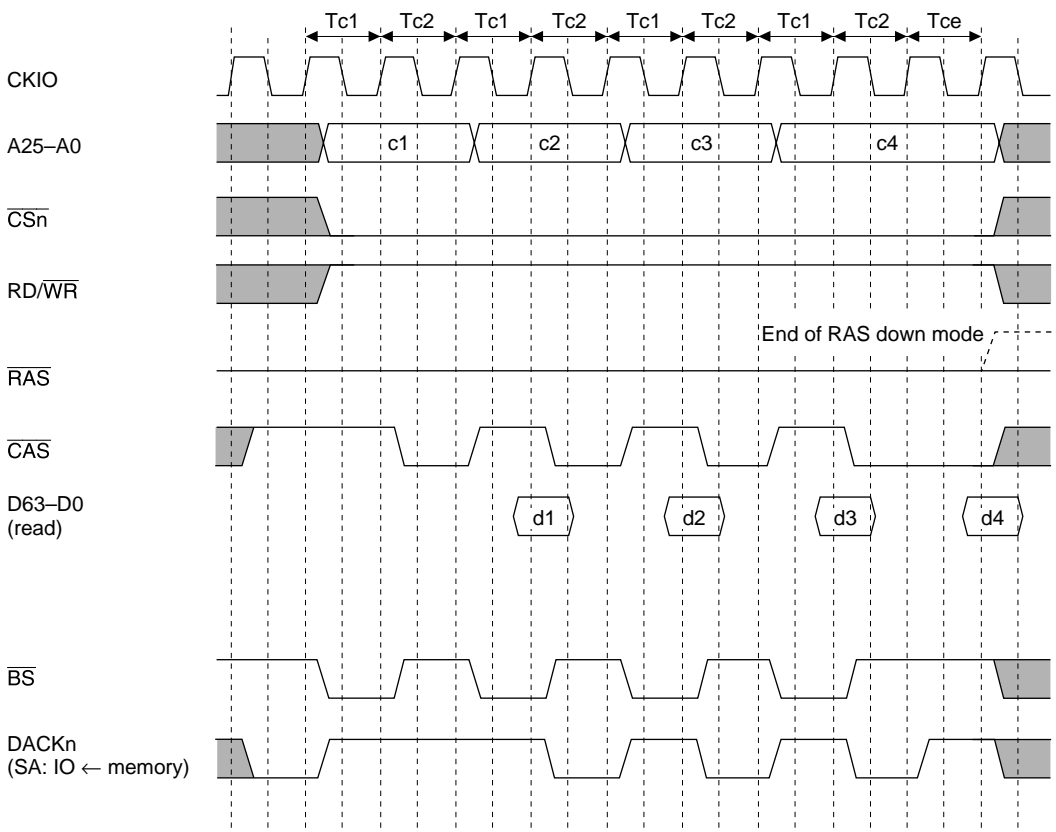 Tc1 Tc2 Tc1 Tc2 Tc1 Tc2 Tc1 Tc2 Tce
CKIO
A25–A0 c1 c2 c3 c4
CSn
RD/WR
End of RAS down mode
RAS
CAS
D63–D0
(read) d1 d2 d3 d4
BS
DACKn
(SA: IO ← memory)